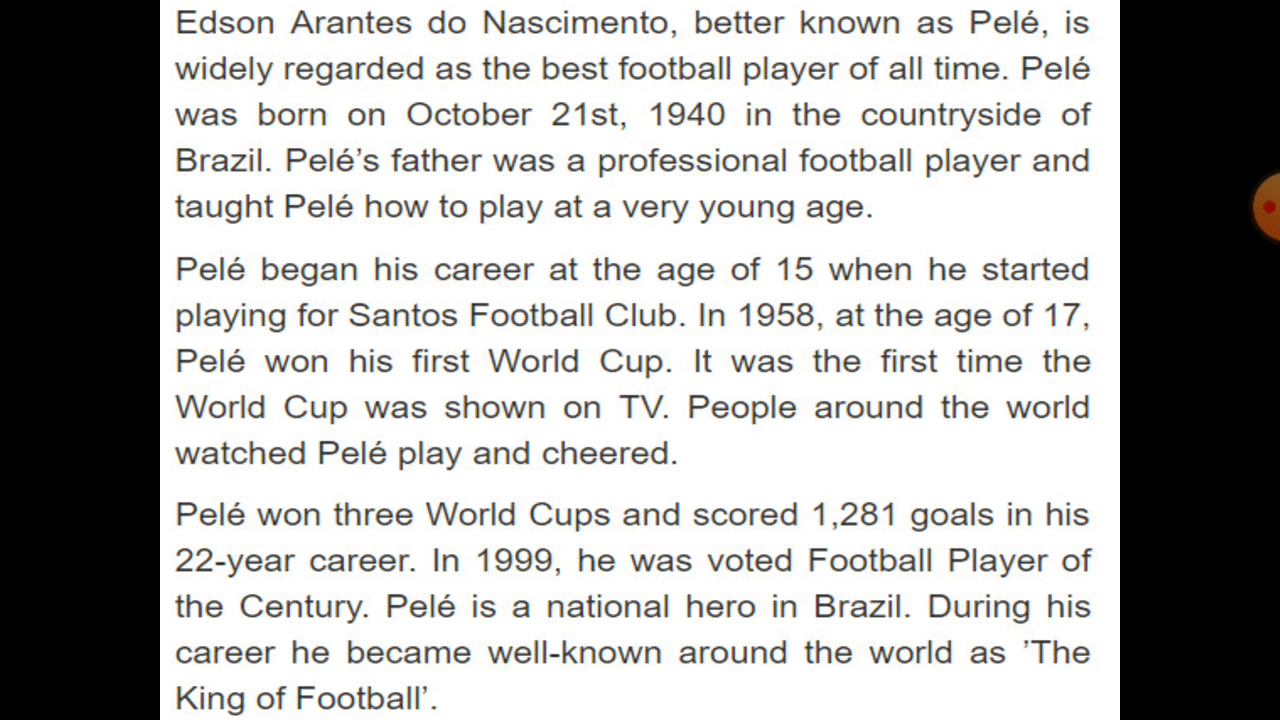 Edson Arantes do Nascimento, better known as Pelé, is
widely regarded as the best football player of all time. Pelé
was born on October 21st, 1940 in the countryside of
Brazil. Pelé’s father was a professional football player and
taught Pelé how to play at a very young age.
Pelé began his career at the age of 15 when he started
playing for Santos Football Club. In 1958, at the age of 17,
Pelé won his first World Cup. It was the first time the
World Cup was shown on TV. People around the world
watched Pelé play and cheered.
Pelé won three World Cups and scored 1,281 goals in his
22-year career. In 1999, he was voted Football Player of
the Century. Pelé is a national hero in Brazil. During his
career he became well-known around the world as ’The
King of Football’.